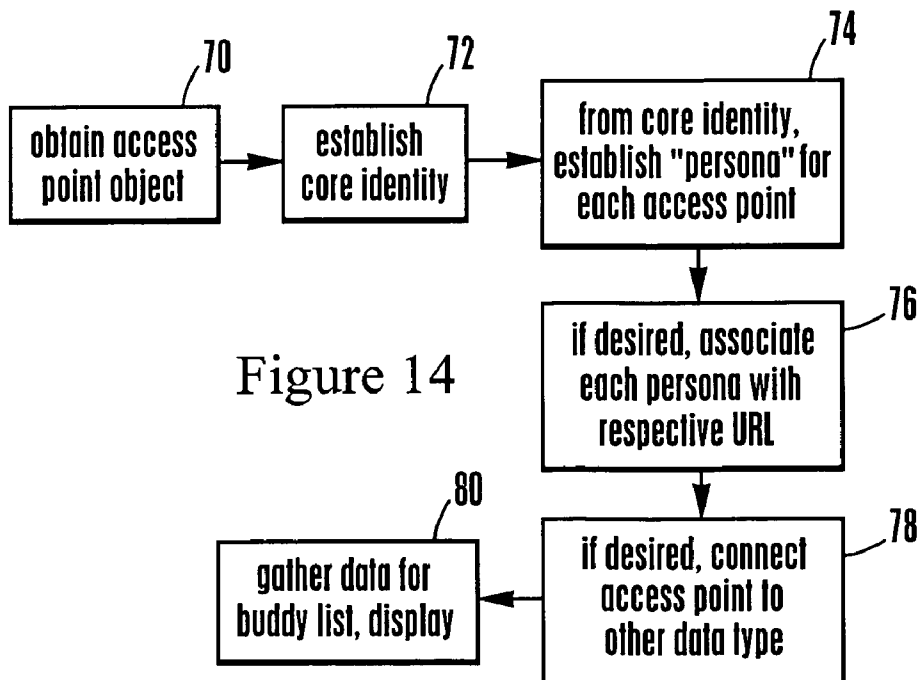 70
obtain access
point object
72
establish
core identity
74
from core identity,
establish "persona" for
each access point
76
if desired, associate
each persona with
respective URL
Figure 14
78
if desired, connect
access point to
other data type
80
gather data for
buddy list, display